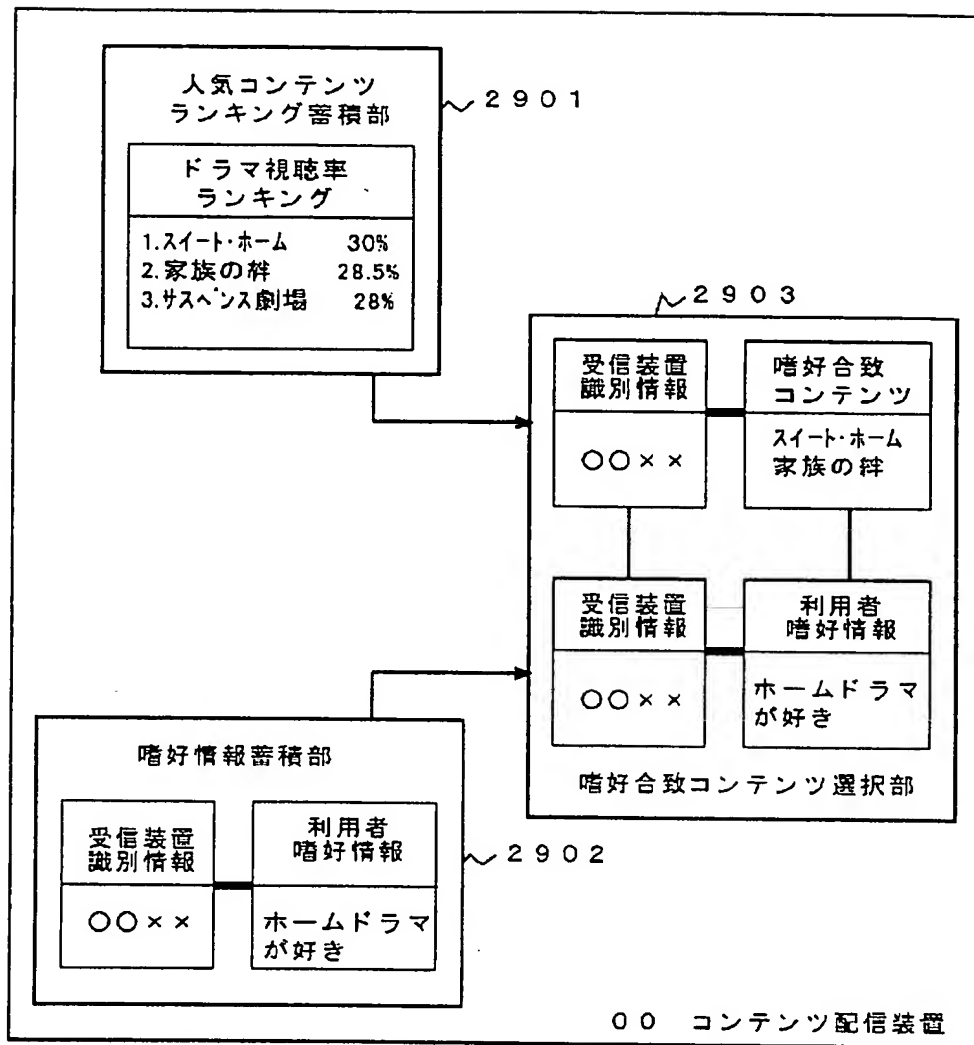 人気コンテンツ
ランキング蓄積部
2901
ドラマ視聴率
ランキング
1.スイート・ホーム 30%
2.家族の絆 28.5%
3.サスペンス劇場 28%
2903
受信装置
識別情報
○○××
嗜好合致
コンテンツ
スイート・ホーム
家族の絆
受信装置
識別情報
○○××
利用者
嗜好情報
ホームドラマ
が好き
嗜好合致コンテンツ選択部
嗜好情報蓄積部
受信装置
識別情報
○○××
利用者
嗜好情報
ホームドラマ
が好き
2902
00 コンテンツ配信装置